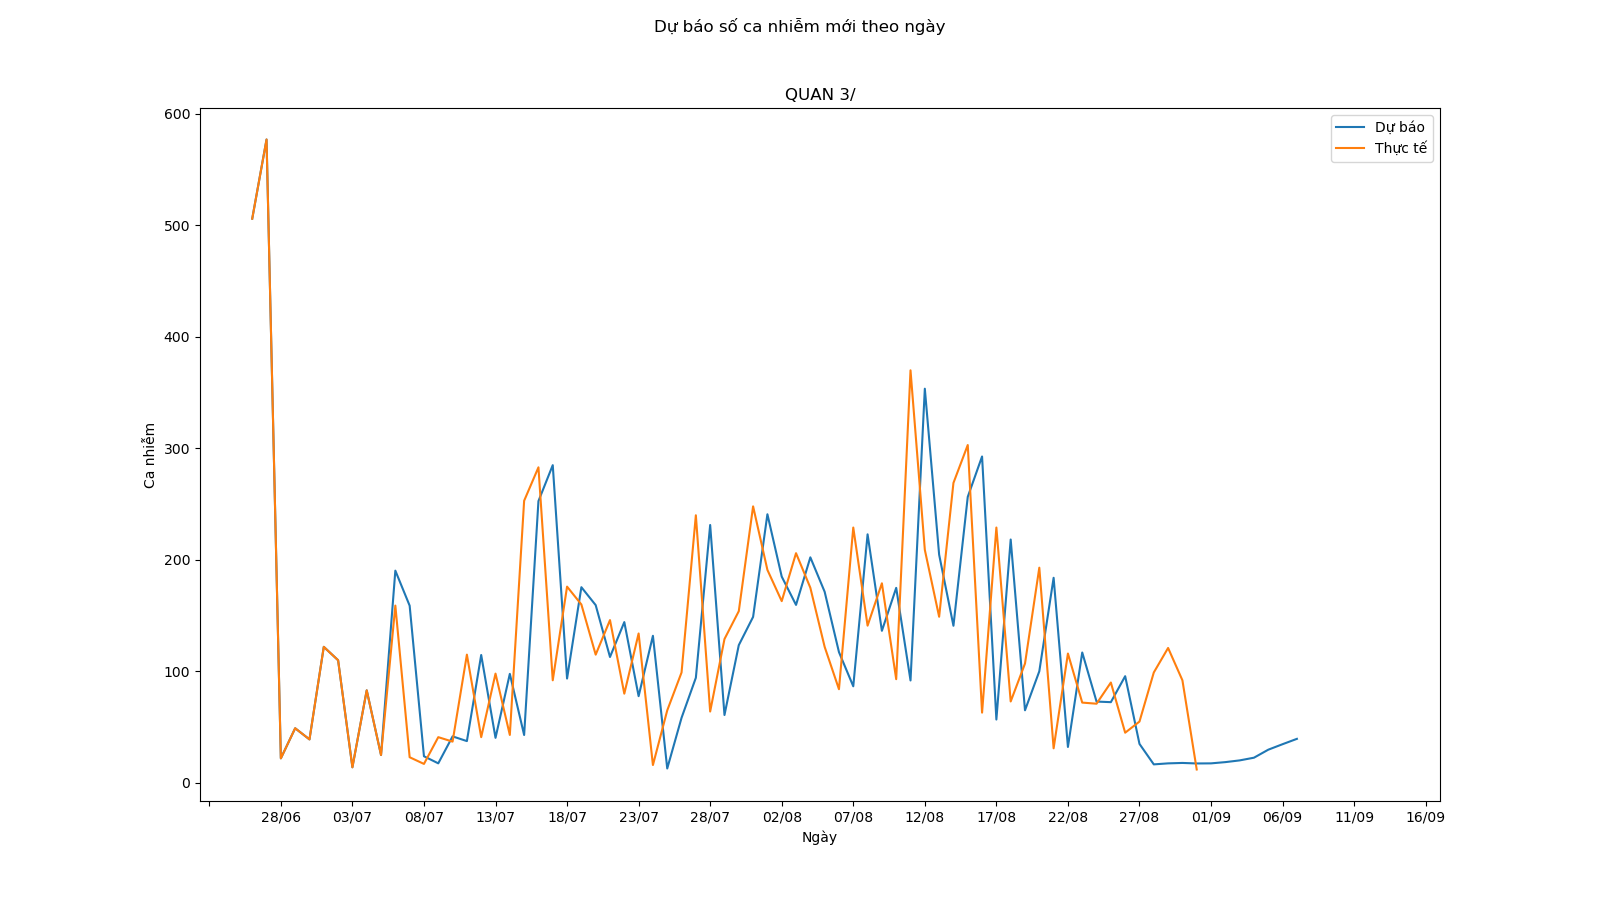 Dự báo số ca nhiễm mới theo ngày
QUAN 3/
Dự báo
Thực tế
600
500
400
300
200
100
0
Ca nhiễm
28/06 03/07 08/07 13/07 18/07 23/07 28/07 02/08 07/08 12/08 17/08 22/08 27/08 01/09 06/09 11/09 16/09
Ngày